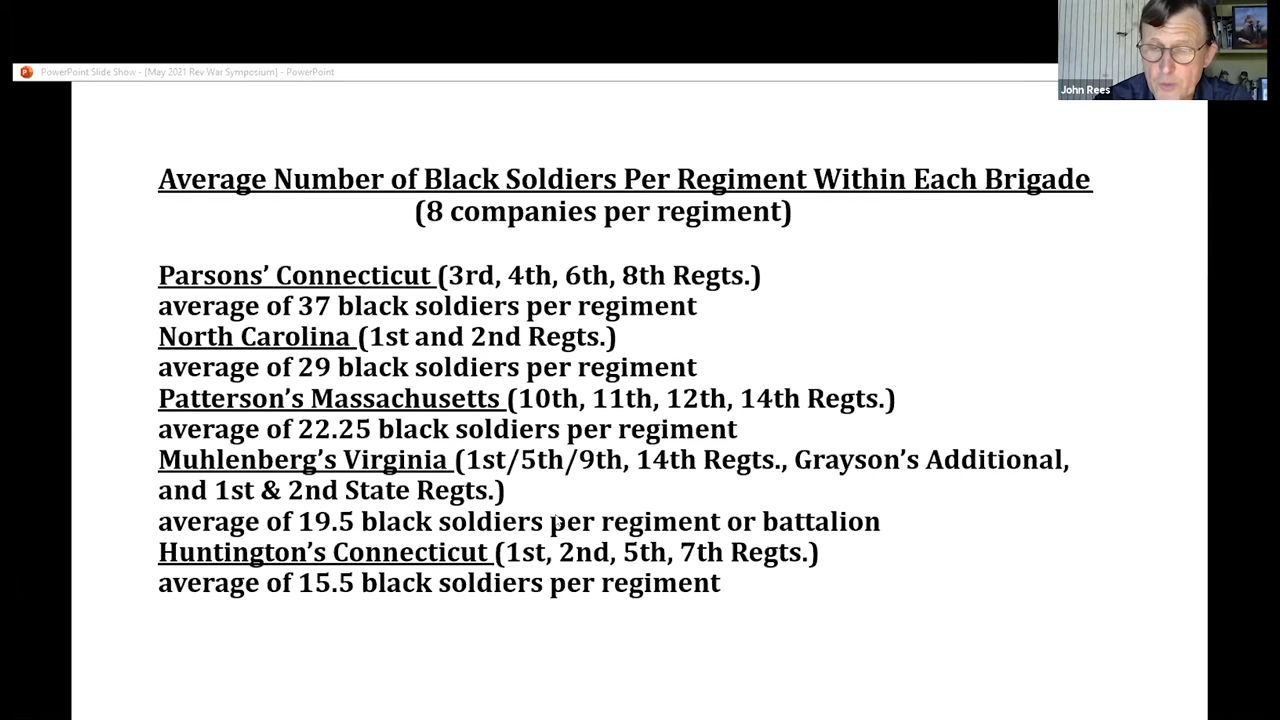 PowerPoint Slide Show - [May 2021 Rev War Symposium] - PowerPoint
John Rees
Average Number of Black Soldiers Per Regiment Within Each Brigade
(8 companies per regiment)
Parsons’ Connecticut (3rd, 4th, 6th, 8th Regts.)
average of 37 black soldiers per regiment
North Carolina (1st and 2nd Regts.)
average of 29 black soldiers per regiment
Patterson’s Massachusetts (10th, 11th, 12th, 14th Regts.)
average of 22.25 black soldiers per regiment
Muhlenberg’s Virginia (1st/5th/9th, 14th Regts., Grayson’s Additional,
and 1st & 2nd State Regts.)
average of 19.5 black soldiers per regiment or battalion
Huntington’s Connecticut (1st, 2nd, 5th, 7th Regts.)
average of 15.5 black soldiers per regiment